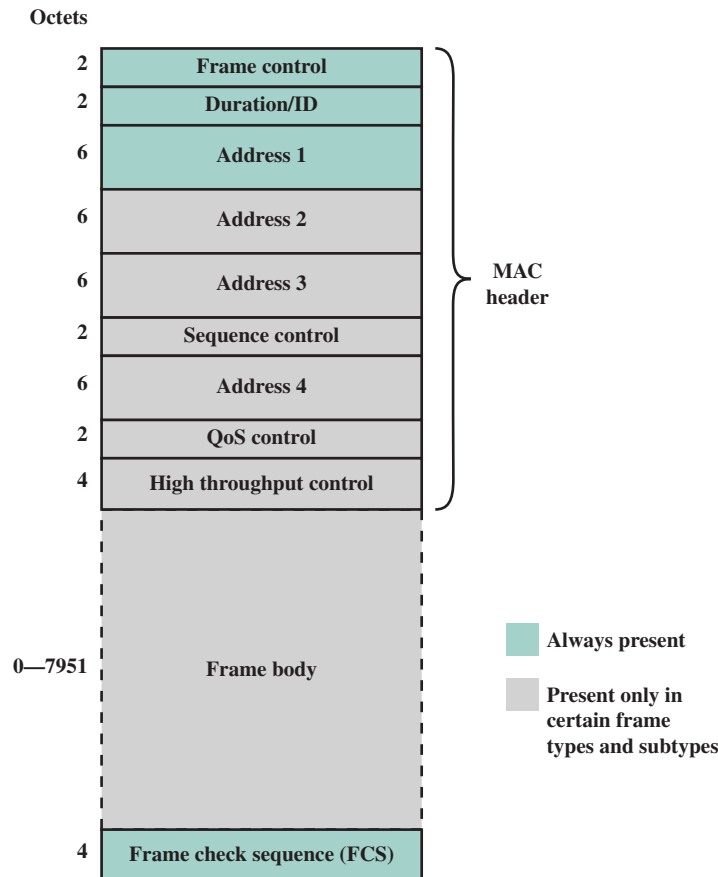 Octets
2 Frame control
2 Duration/ID
6 Address 1
6 Address 2
6 Address 3
2 Sequence control
6 Address 4
2 QoS control
4 High throughput control
MAC
header
0—7951 Frame body
4 Frame check sequence (FCS)
Always present
Present only in
certain frame
types and subtypes